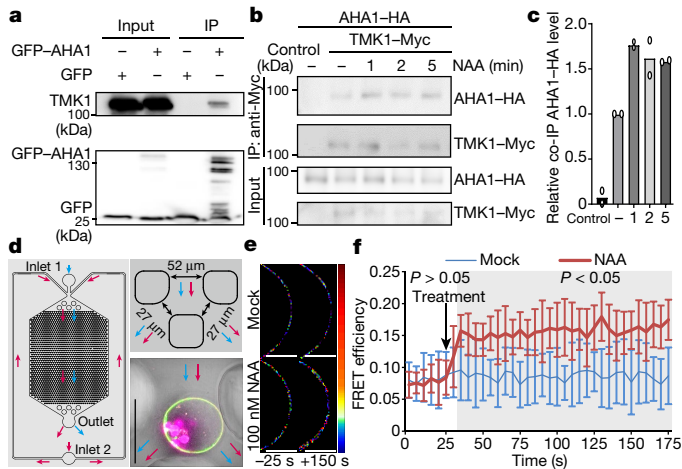 a
Input IP
GFP–AHA1 – + – +
GFP + – + –
TMK1
100
(kDa)
GFP–AHA1
130
GFP
25
(kDa)
b
AHA1–HA
TMK1–Myc
Control
(kDa) – – 1 2 5 NAA (min)
IP: anti-Myc
100
AHA1–HA
100
TMK1–Myc
Input
100
AHA1–HA
100
TMK1–Myc
c
Relative co-IP AHA1–HA level
2.0
1.5
1.0
0.5
0
Control – 1 2 5
d
Inlet 1
Outlet
Inlet 2
52 μm
27 μm
27 μm
e
Mock
100 nM NAA
–25 s +150 s
f
Mock NAA
FRET efficiency
0.25
0.20
0.15
0.10
0.05
0
P > 0.05
Treatment
P < 0.05
0 25 50 75 100 125 150 175
Time (s)